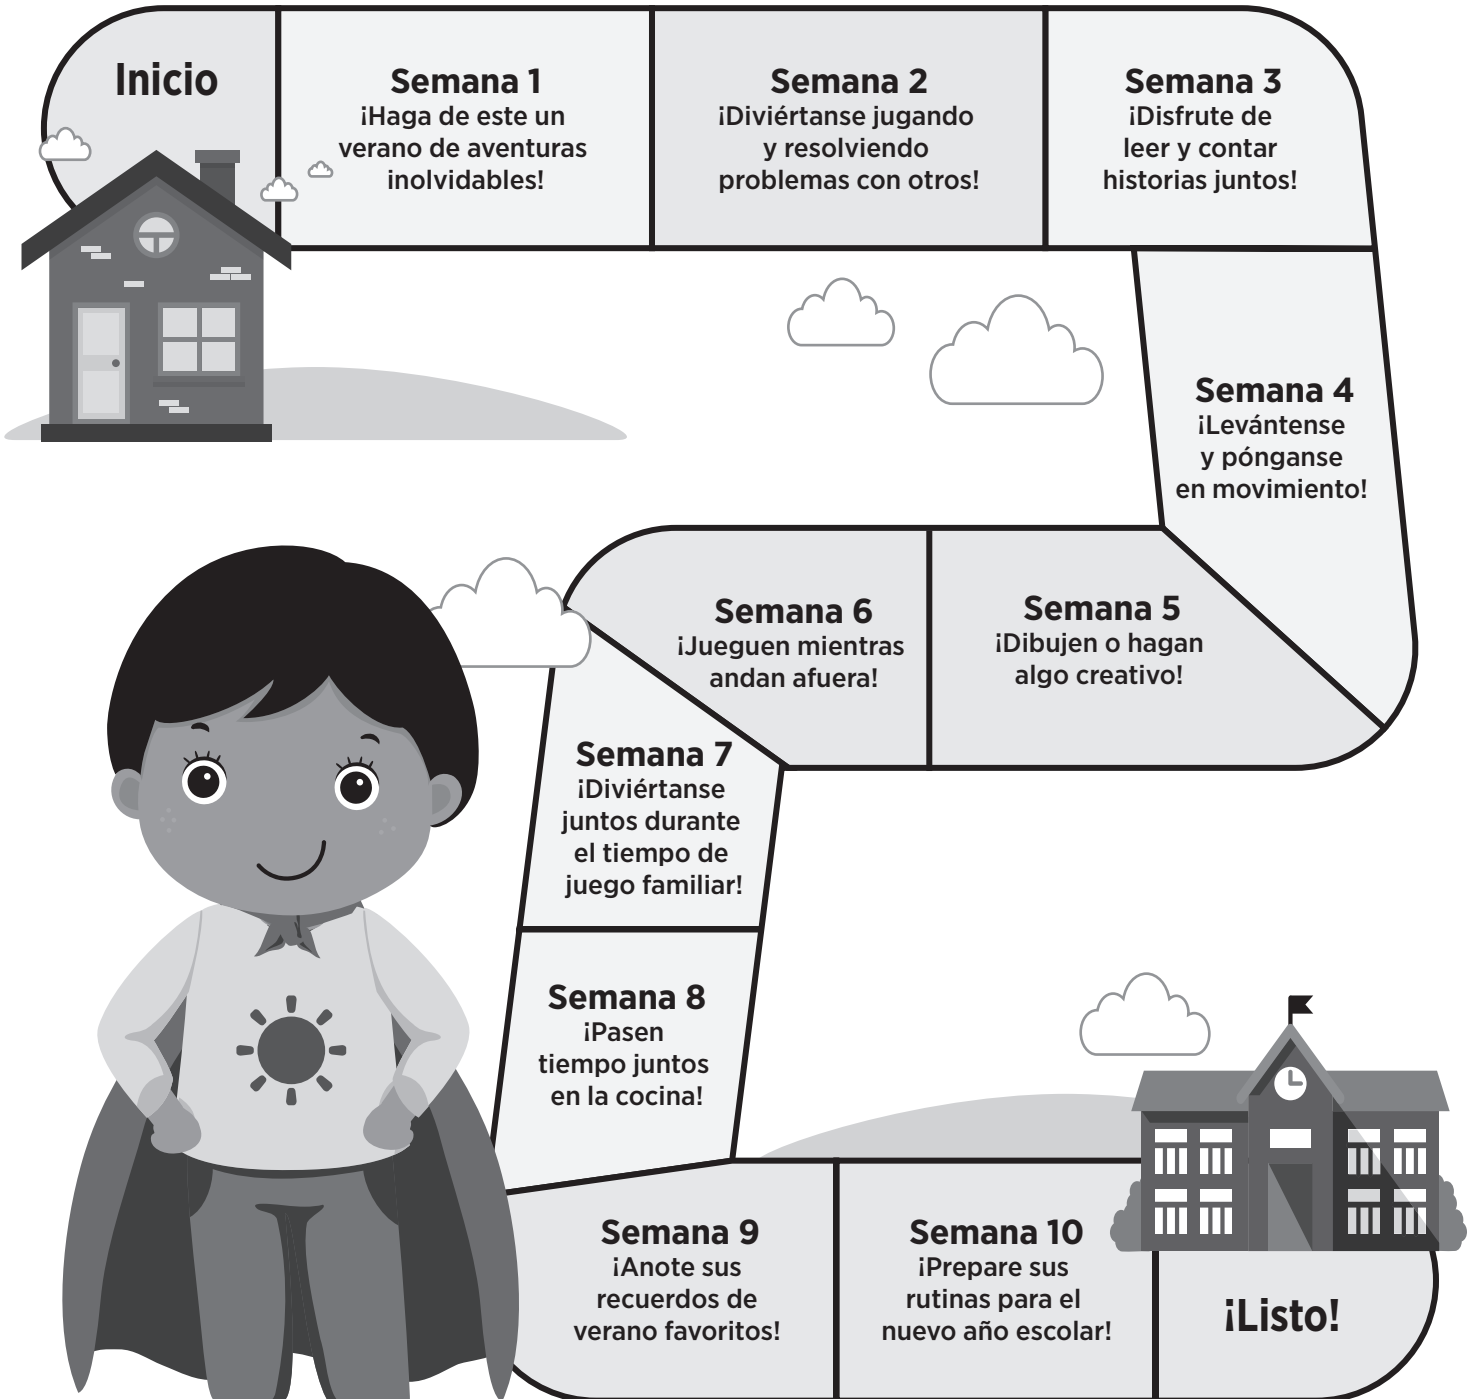 Inicio
Semana 1
¡Haga de este un
verano de aventuras
inolvidables!
Semana 2
¡Diviértanse jugando
y resolviendo
problemas con otros!
Semana 3
¡Disfrute de
leer y contar
historias juntos!
Semana 4
¡Levántense
y pónganse
en movimiento!
Semana 5
¡Dibujen o hagan
algo creativo!
Semana 6
¡Jueguen mientras
andan afuera!
Semana 7
¡Diviértanse
juntos durante
el tiempo de
juego familiar!
Semana 8
¡Pasen
tiempo juntos
en la cocina!
Semana 9
¡Anote sus
recuerdos de
verano favoritos!
Semana 10
¡Prepare sus
rutinas para el
nuevo año escolar!
¡Listo!